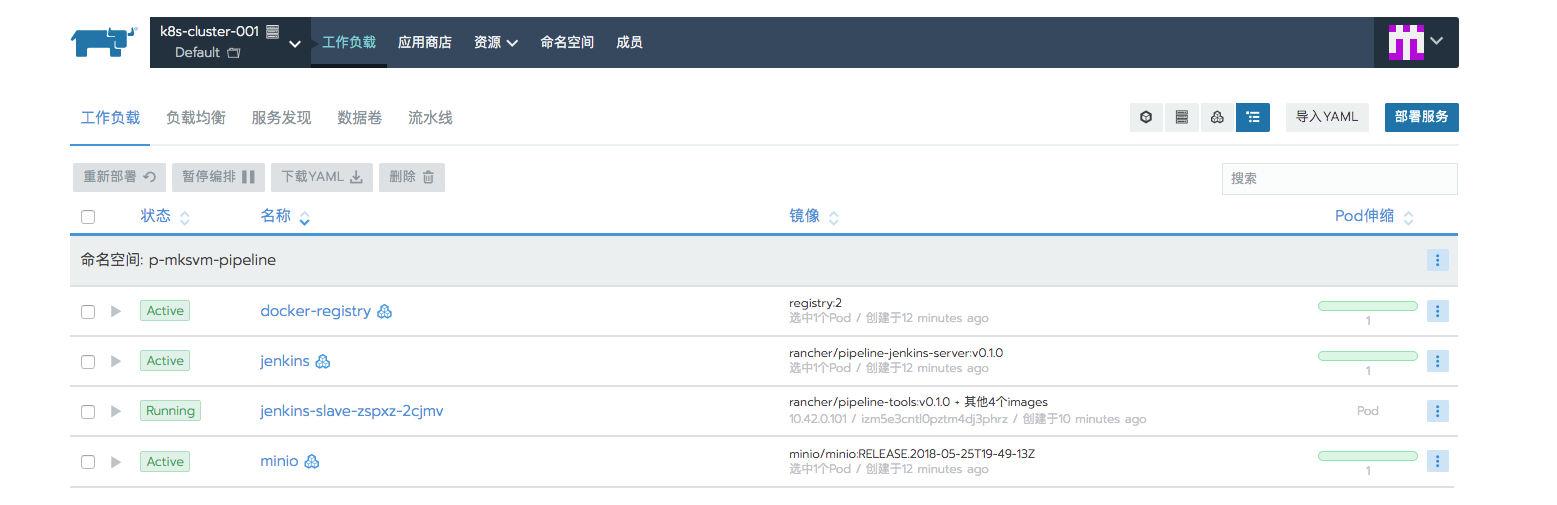 k8s-cluster-001
Default
工作负载 应用商店 资源 命名空间 成员
工作负载 负载均衡 服务发现 数据卷 流水线 导入YAML 部署服务
重新部署 暂停编排 下载YAML 删除 搜索
状态 名称 镜像 Pod伸缩
命名空间: p-mksvm-pipeline
Active docker-registry registry:2
选中1个Pod / 创建于12 minutes ago
1
Active jenkins rancher/pipeline-jenkins-server:v0.1.0
选中1个Pod / 创建于12 minutes ago
1
Running jenkins-slave-zspxz-2cjmv rancher/pipeline-tools:v0.1.0 + 其他4个images Pod
10.42.0.101 / izm5e3cntl0pztm4dj3phrz / 创建于10 minutes ago
Active minio minio/minio:RELEASE.2018-05-25T19-49-13Z
选中1个Pod / 创建于12 minutes ago
1